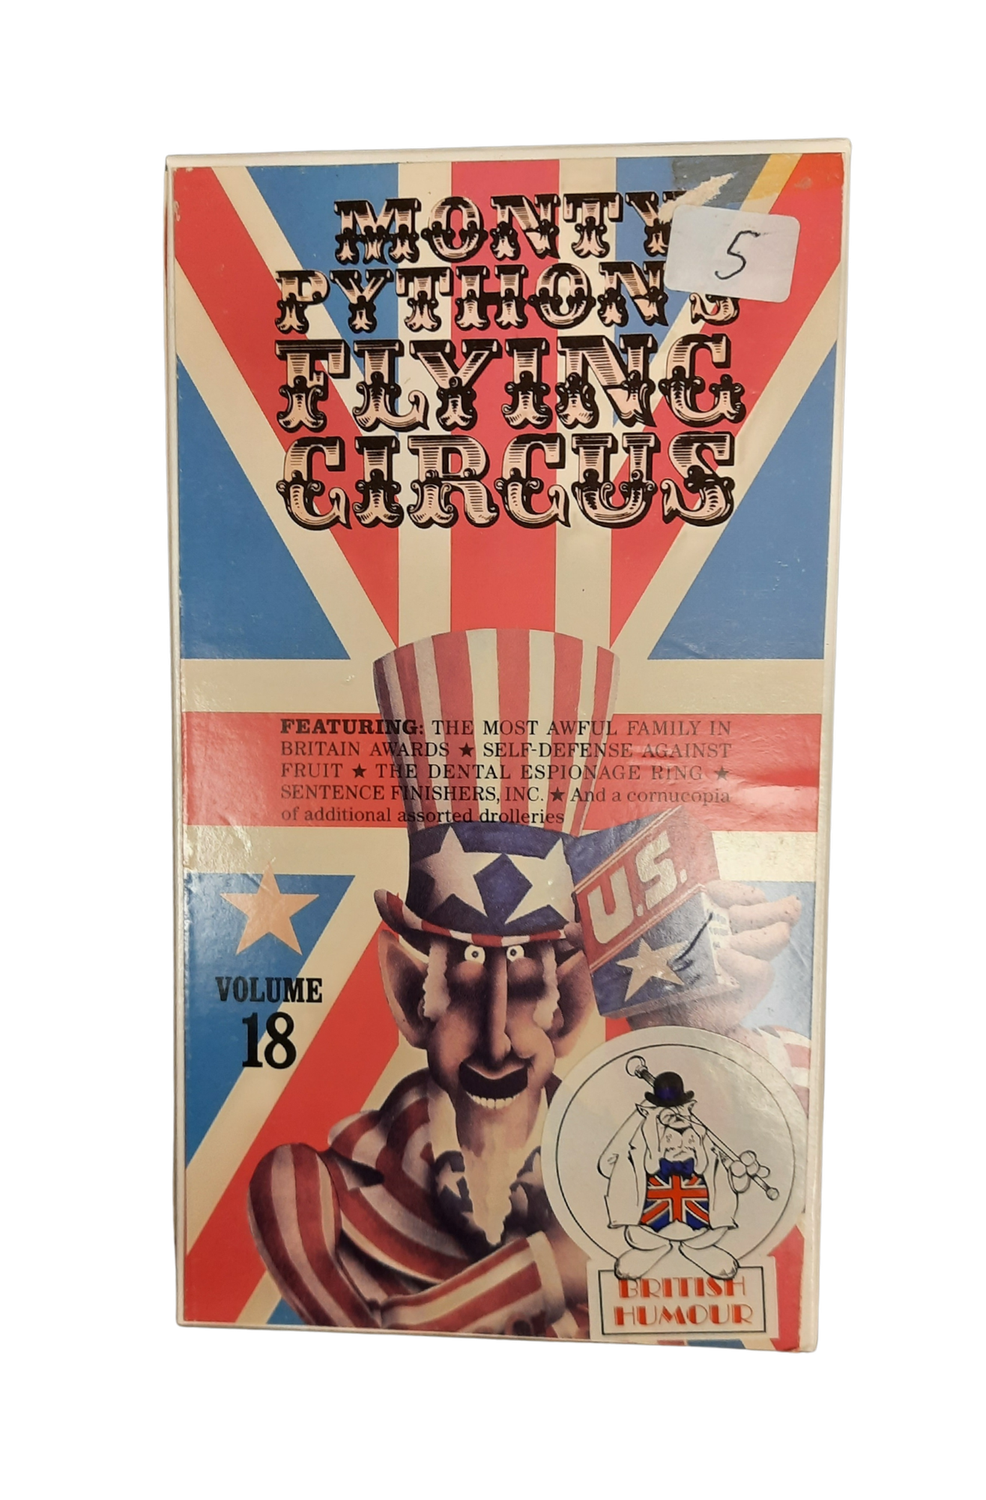 MONTY
PYTHON'S
FLYING
CIRCUS
5
FEATURING: THE MOST AWFUL FAMILY IN
BRITAIN AWARDS ★ SELF-DEFENSE AGAINST
FRUIT ★ THE DENTAL ESPIONAGE RING ★
SENTENCE FINISHERS, INC. ★ And a cornucopia
of additional assorted drolleries
U.S.
VOLUME
18
BRITISH
HUMOUR